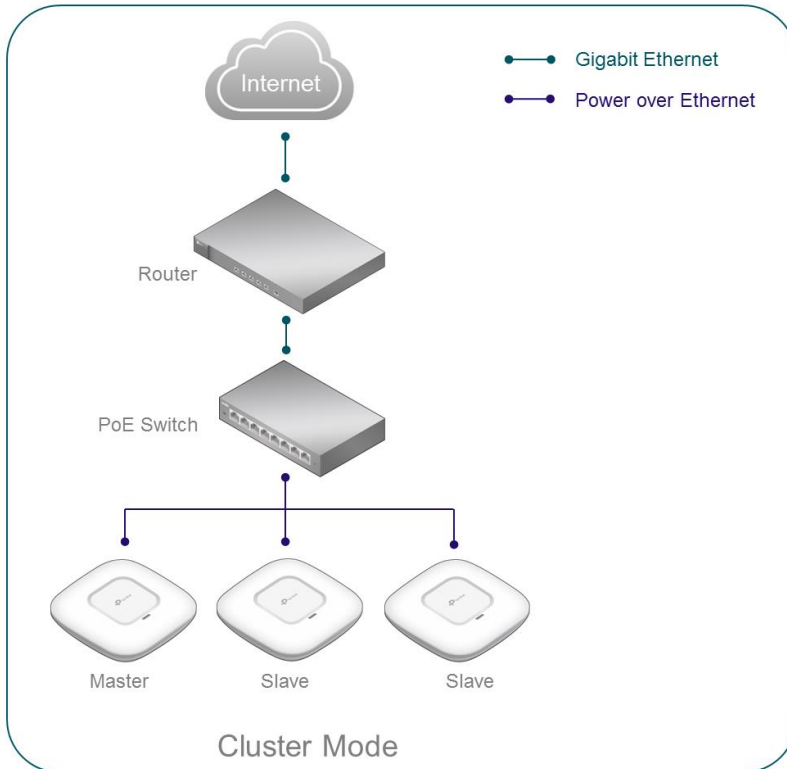 Internet
Gigabit Ethernet
Power over Ethernet
Router
PoE Switch
Master
Slave
Slave
Cluster Mode